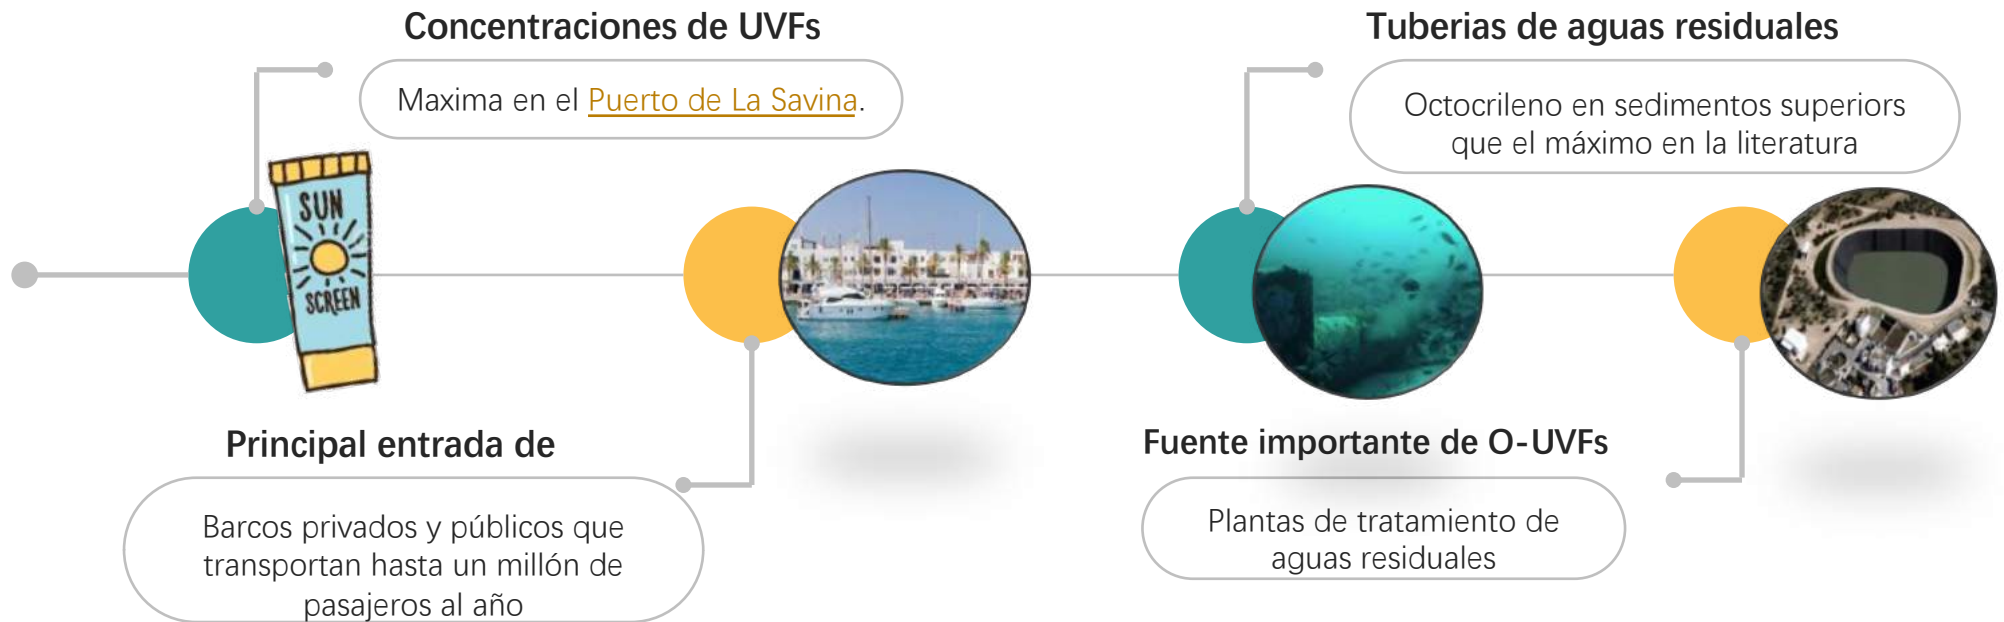 Concentraciones de UVFs
Maxima en el Puerto de La Savina.
SUN
SCREEN
Principal entrada de
Barcos privados y públicos que
transportan hasta un millón de
pasajeros al año
Tuberias de aguas residuales
Octocrileno en sedimentos superiors
que el máximo en la literatura
Fuente importante de O-UVFs
Plantas de tratamiento de
aguas residuales